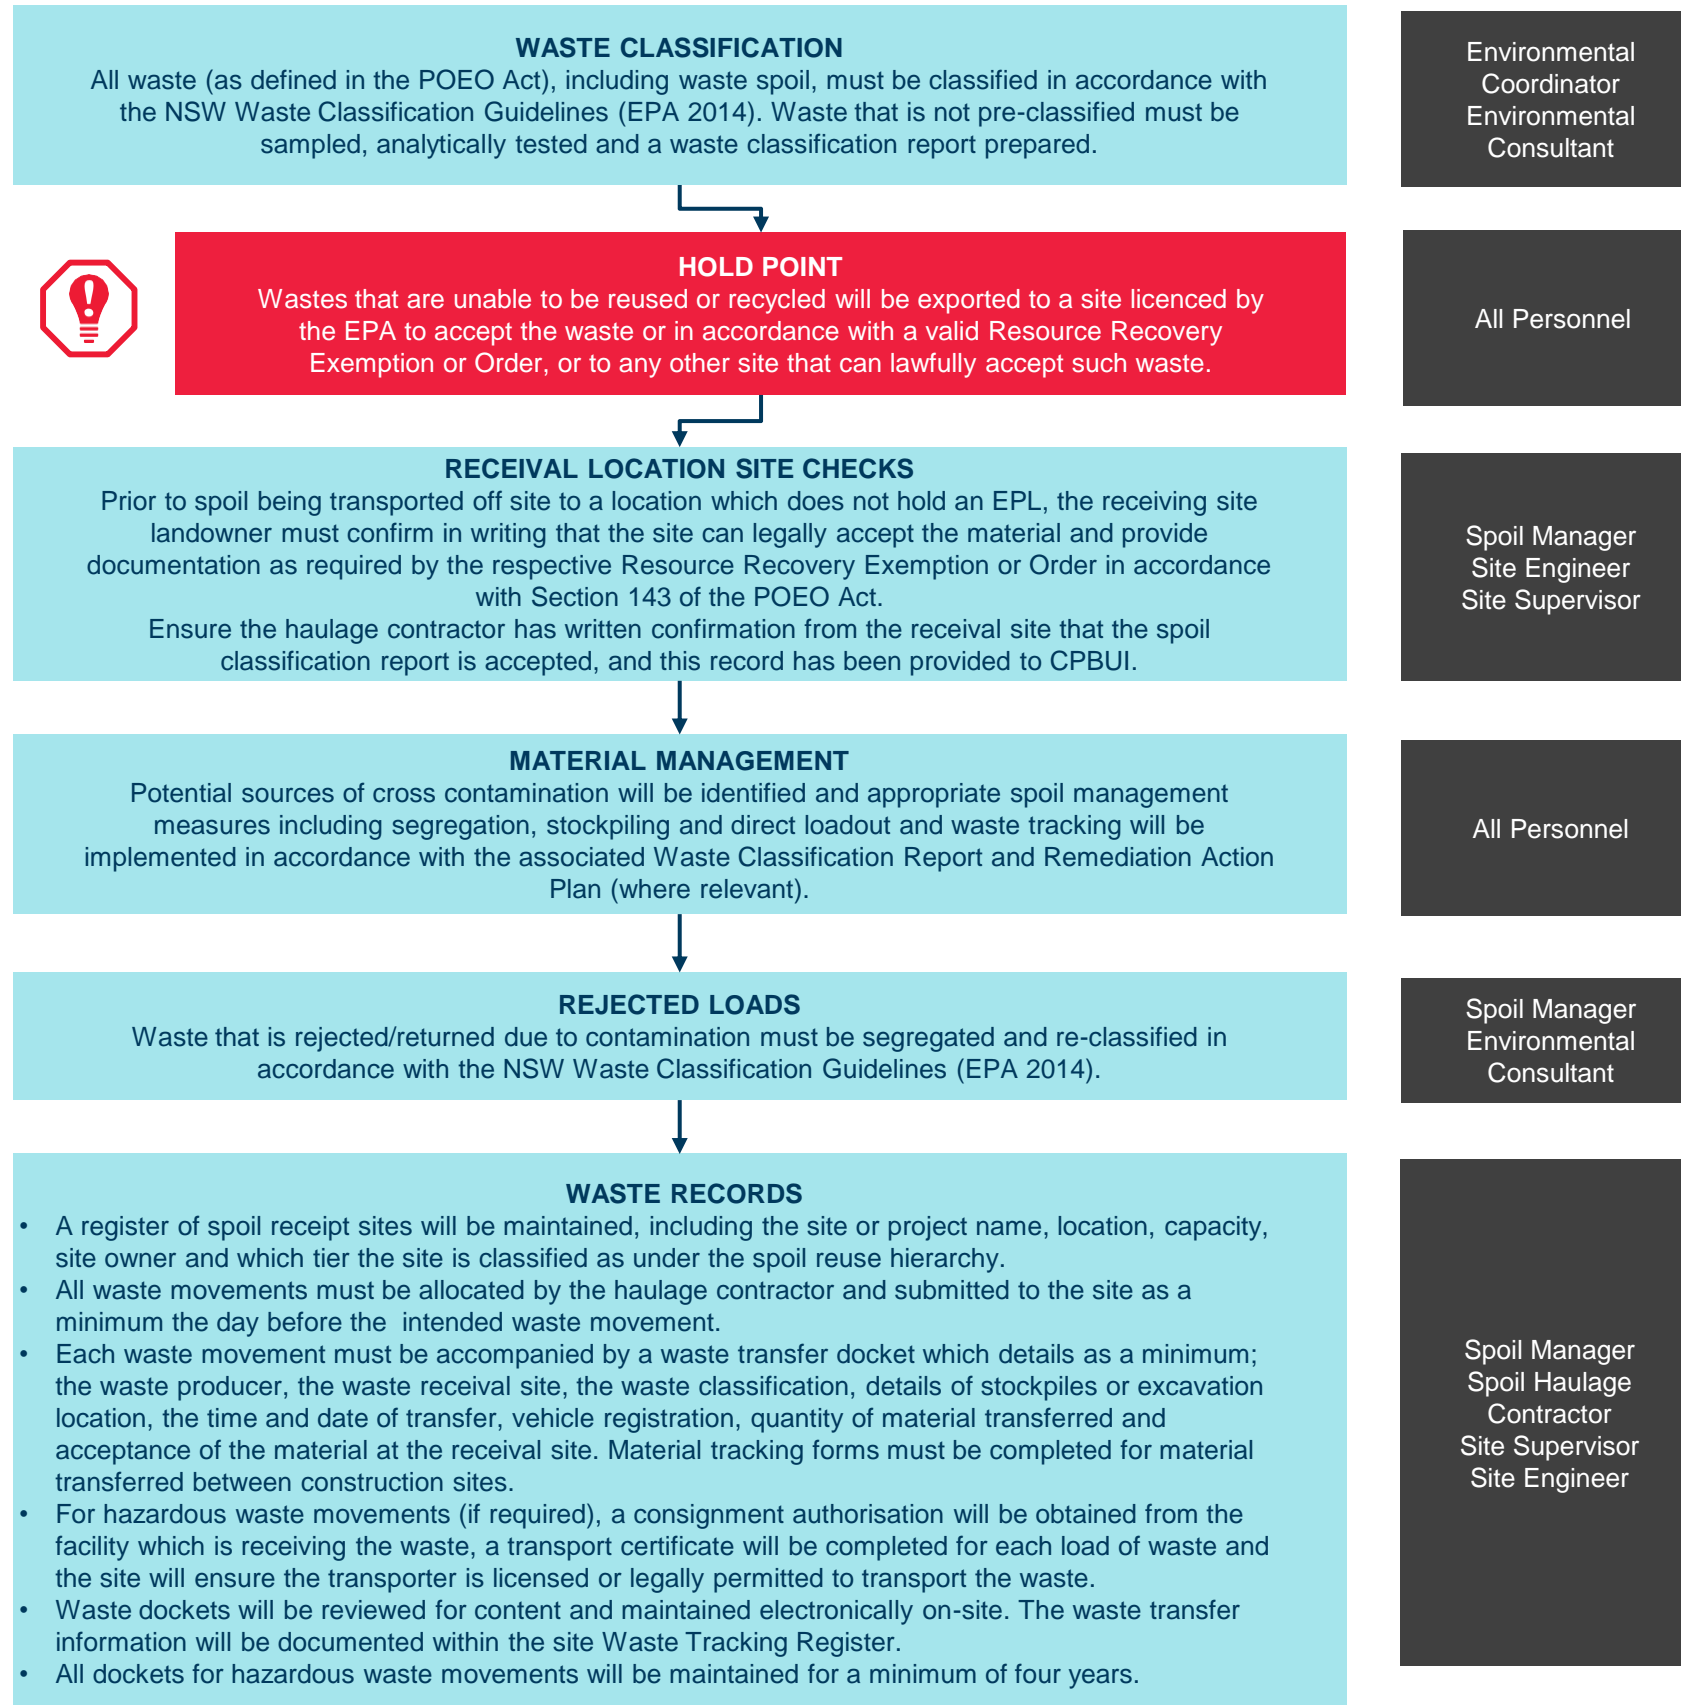 WASTE CLASSIFICATION
All waste (as defined in the POEO Act), including waste spoil, must be classified in accordance with
the NSW Waste Classification Guidelines (EPA 2014). Waste that is not pre-classified must be
sampled, analytically tested and a waste classification report prepared.
Environmental
Coordinator
Environmental
Consultant
HOLD POINT
Wastes that are unable to be reused or recycled will be exported to a site licenced by
the EPA to accept the waste or in accordance with a valid Resource Recovery
Exemption or Order, or to any other site that can lawfully accept such waste.
All Personnel
RECEIVAL LOCATION SITE CHECKS
Prior to spoil being transported off site to a location which does not hold an EPL, the receiving site
landowner must confirm in writing that the site can legally accept the material and provide
documentation as required by the respective Resource Recovery Exemption or Order in accordance
with Section 143 of the POEO Act.
Ensure the haulage contractor has written confirmation from the receival site that the spoil
classification report is accepted, and this record has been provided to CPBUI.
Spoil Manager
Site Engineer
Site Supervisor
MATERIAL MANAGEMENT
Potential sources of cross contamination will be identified and appropriate spoil management
measures including segregation, stockpiling and direct loadout and waste tracking will be
implemented in accordance with the associated Waste Classification Report and Remediation Action
Plan (where relevant).
All Personnel
REJECTED LOADS
Waste that is rejected/returned due to contamination must be segregated and re-classified in
accordance with the NSW Waste Classification Guidelines (EPA 2014).
Spoil Manager
Environmental
Consultant
WASTE RECORDS
• A register of spoil receipt sites will be maintained, including the site or project name, location, capacity,
site owner and which tier the site is classified as under the spoil reuse hierarchy.
• All waste movements must be allocated by the haulage contractor and submitted to the site as a
minimum the day before the intended waste movement.
• Each waste movement must be accompanied by a waste transfer docket which details as a minimum;
the waste producer, the waste receival site, the waste classification, details of stockpiles or excavation
location, the time and date of transfer, vehicle registration, quantity of material transferred and
acceptance of the material at the receival site. Material tracking forms must be completed for material
transferred between construction sites.
• For hazardous waste movements (if required), a consignment authorisation will be obtained from the
facility which is receiving the waste, a transport certificate will be completed for each load of waste and
the site will ensure the transporter is licensed or legally permitted to transport the waste.
• Waste dockets will be reviewed for content and maintained electronically on-site. The waste transfer
information will be documented within the site Waste Tracking Register.
• All dockets for hazardous waste movements will be maintained for a minimum of four years.
Spoil Manager
Spoil Haulage
Contractor
Site Supervisor
Site Engineer